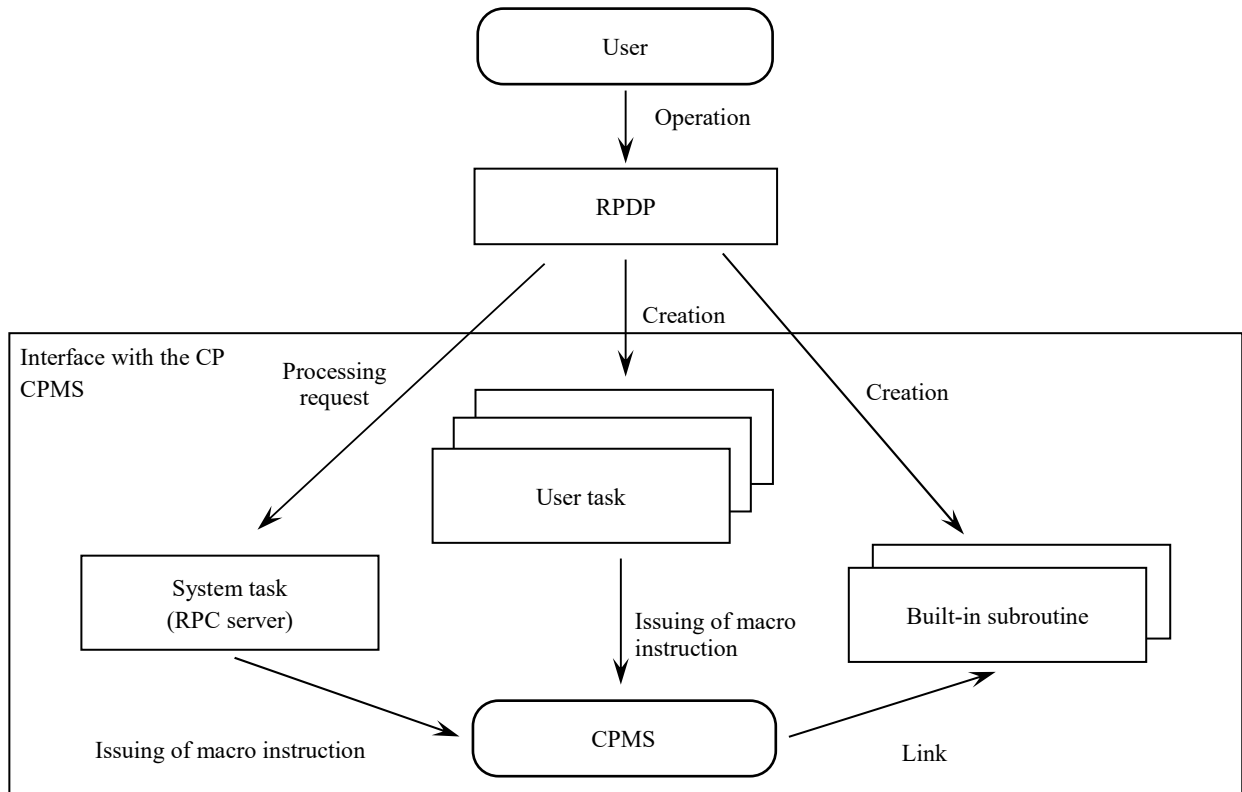 User
Operation
RPDP
Creation
Interface with the CP
CPMS
Processing
request
Creation
User task
System task
(RPC server)
Built-in subroutine
Issuing of macro
instruction
CPMS
Issuing of macro instruction
Link